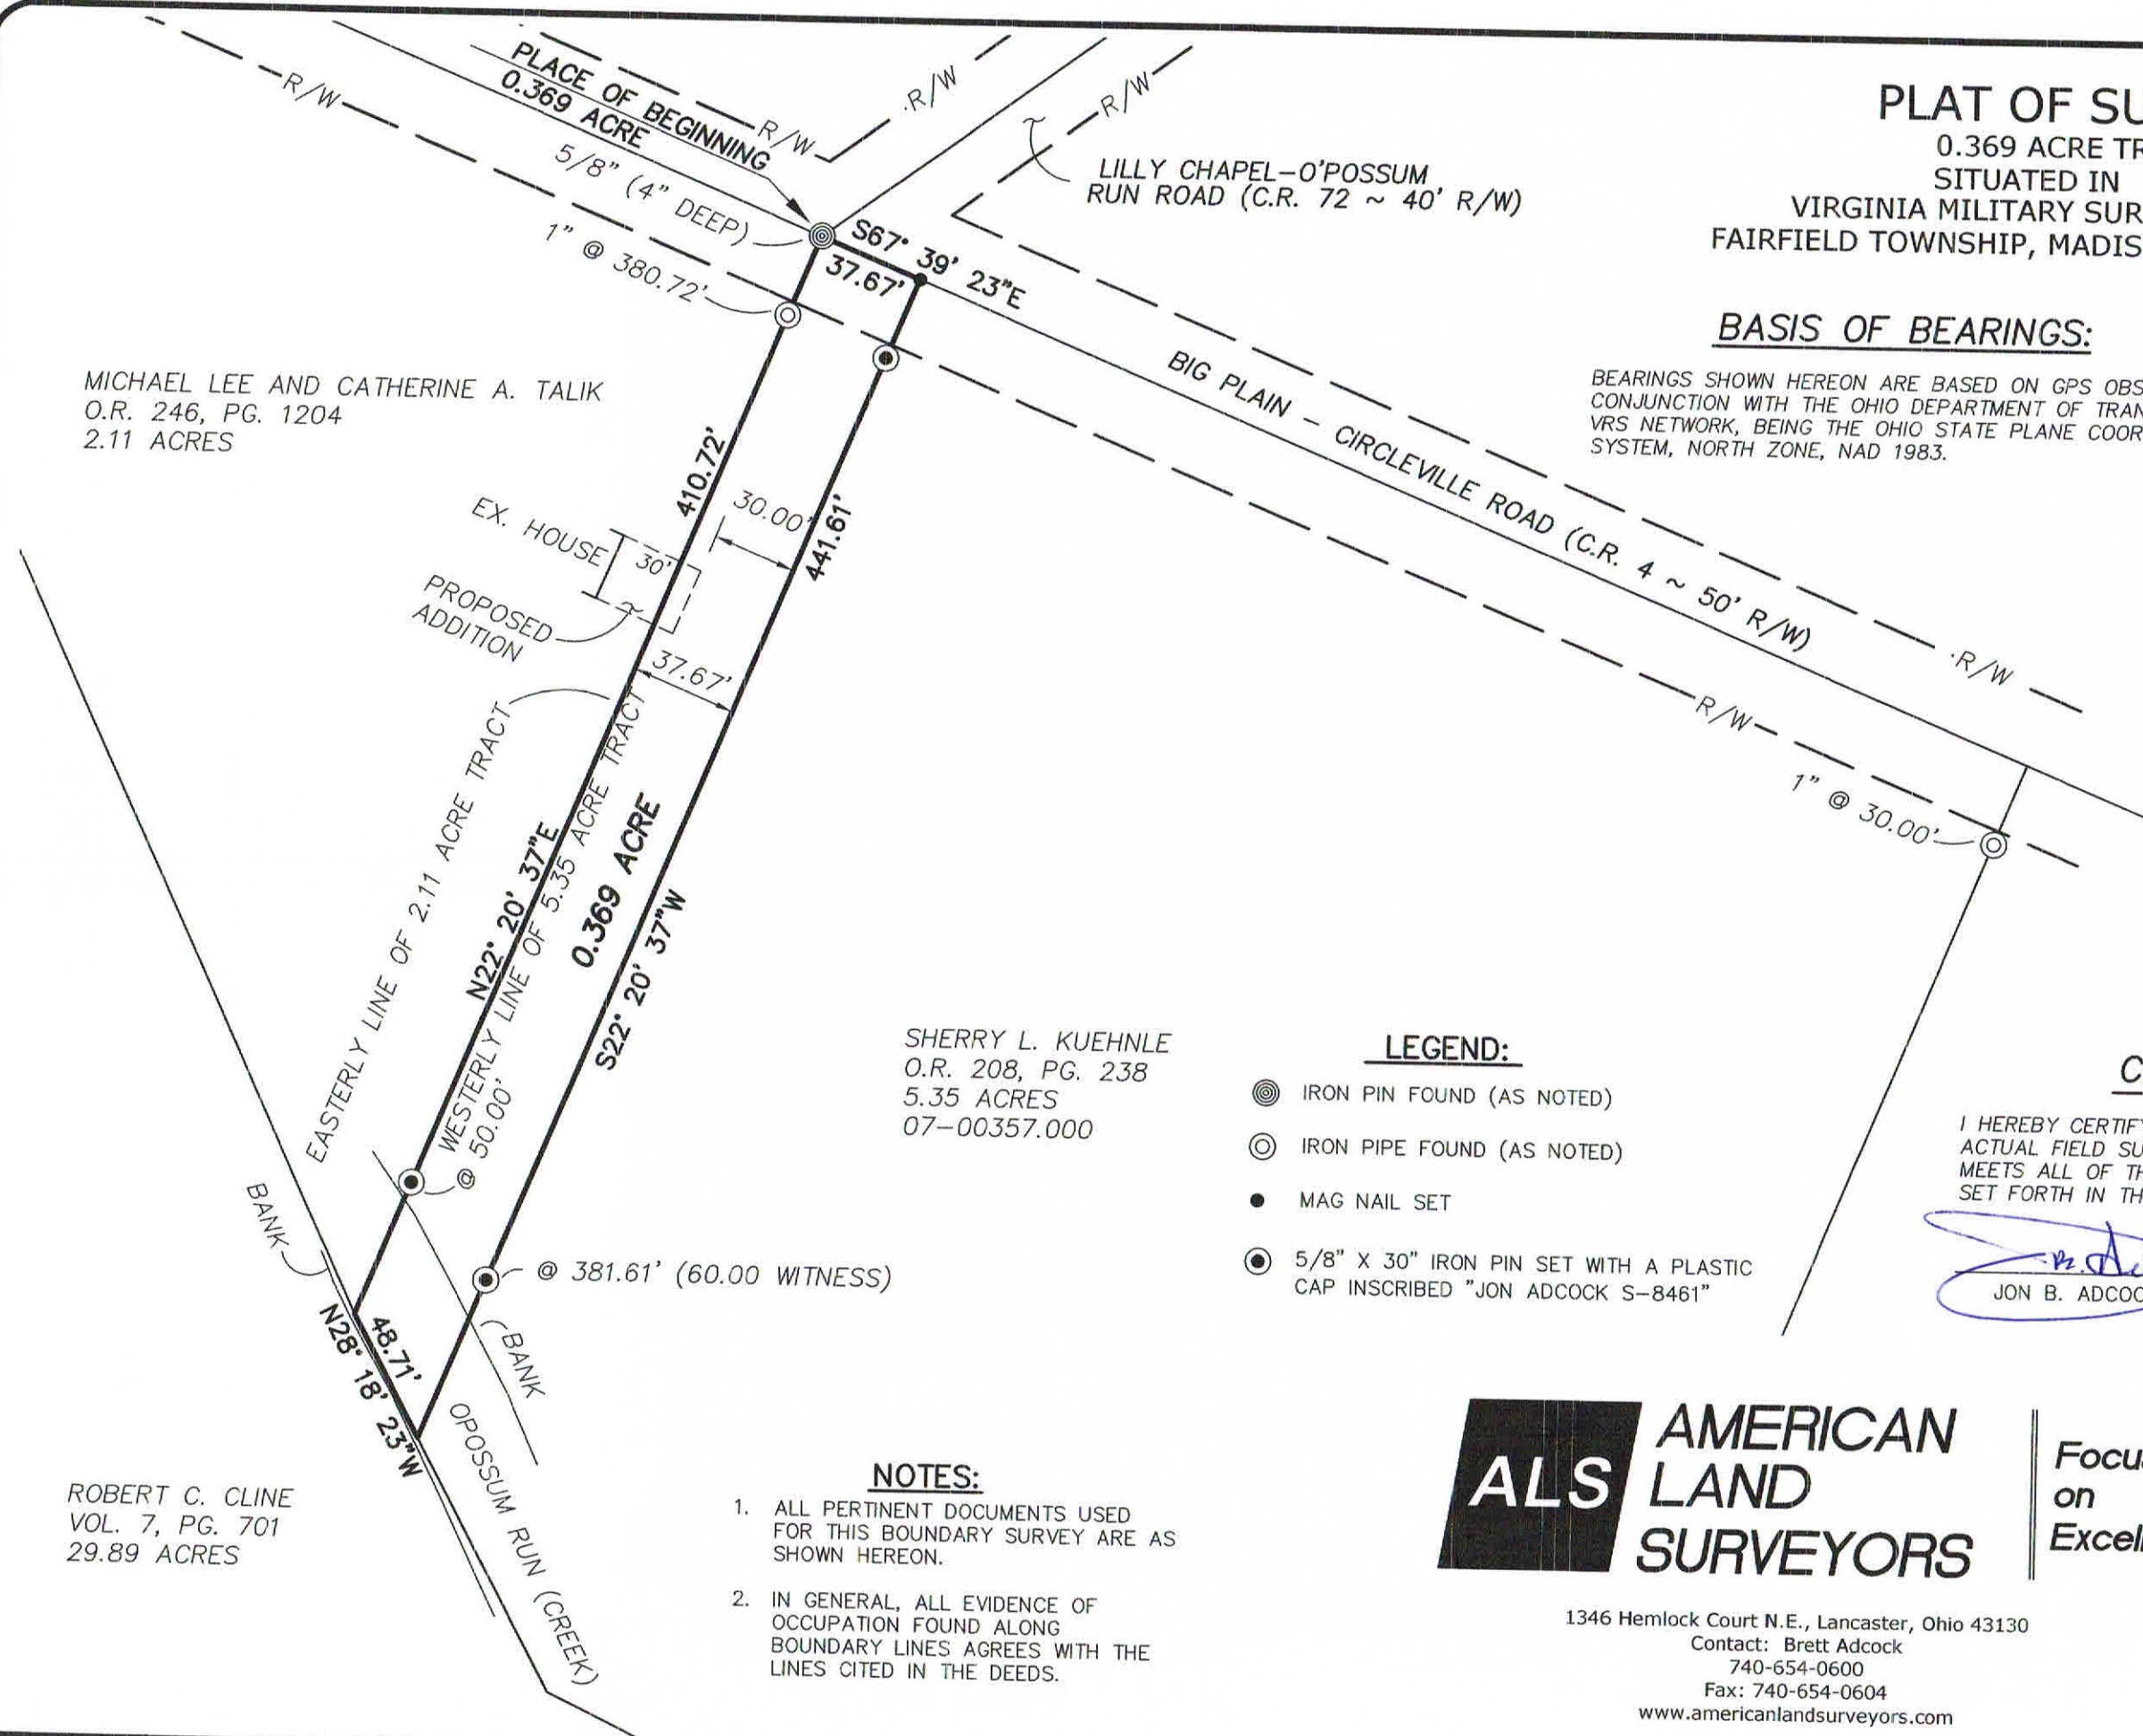 PLACE OF BEGINNING
0.369 ACRE
5/8" (4" DEEP)
1" @ 380.72'
R/W
R/W
R/W
R/W
LILLY CHAPEL-O'POSSUM
RUN ROAD (C.R. 72 ~ 40' R/W)
S67° 39' 23"E
37.67'
PLAT OF SU
0.369 ACRE TR
SITUATED IN
VIRGINIA MILITARY SUR
FAIRFIELD TOWNSHIP, MADIS
BASIS OF BEARINGS:
BEARINGS SHOWN HEREON ARE BASED ON GPS OBS
CONJUNCTION WITH THE OHIO DEPARTMENT OF TRAN
VRS NETWORK, BEING THE OHIO STATE PLANE COOR
SYSTEM, NORTH ZONE, NAD 1983.
MICHAEL LEE AND CATHERINE A. TALIK
O.R. 246, PG. 1204
2.11 ACRES
BIG PLAIN - CIRCLEVILLE ROAD (C.R. 4 ~ 50' R/W)
R/W
R/W
1" @ 30.00'
410.72'
30.00'
441.61'
EX. HOUSE
30'
PROPOSED
ADDITION
37.67'
EASTERLY LINE OF 2.11 ACRE TRACT
N22° 20' 37"E
WESTERLY LINE OF 5.35 ACRE TRACT
0.369 ACRE
S22° 20' 37"W
@ 50.00'
BANK
@ 381.61' (60.00 WITNESS)
BANK
48.71'
N28° 18' 23"W
OPOSSUM RUN (CREEK)
SHERRY L. KUEHNLE
O.R. 208, PG. 238
5.35 ACRES
07-00357.000
LEGEND:
IRON PIN FOUND (AS NOTED)
IRON PIPE FOUND (AS NOTED)
MAG NAIL SET
5/8" X 30" IRON PIN SET WITH A PLASTIC
CAP INSCRIBED "JON ADCOCK S-8461"
C
I HEREBY CERTIFY
ACTUAL FIELD SU
MEETS ALL OF TH
SET FORTH IN TH
JON B. ADCOC
ROBERT C. CLINE
VOL. 7, PG. 701
29.89 ACRES
NOTES:
1. ALL PERTINENT DOCUMENTS USED
FOR THIS BOUNDARY SURVEY ARE AS
SHOWN HEREON.
2. IN GENERAL, ALL EVIDENCE OF
OCCUPATION FOUND ALONG
BOUNDARY LINES AGREES WITH THE
LINES CITED IN THE DEEDS.
ALS
AMERICAN
LAND
SURVEYORS
Focus
on
Excell
1346 Hemlock Court N.E., Lancaster, Ohio 43130
Contact: Brett Adcock
740-654-0600
Fax: 740-654-0604
www.americanlandsurveyors.com